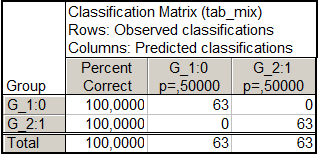 Classification Matrix (tab_mix)
Rows: Observed classifications
Columns: Predicted classifications
Group Percent Correct G_1:0 p=,50000 G_2:1 p=,50000
G_1:0 100,0000 63 0
G_2:1 100,0000 0 63
Total 100,0000 63 63